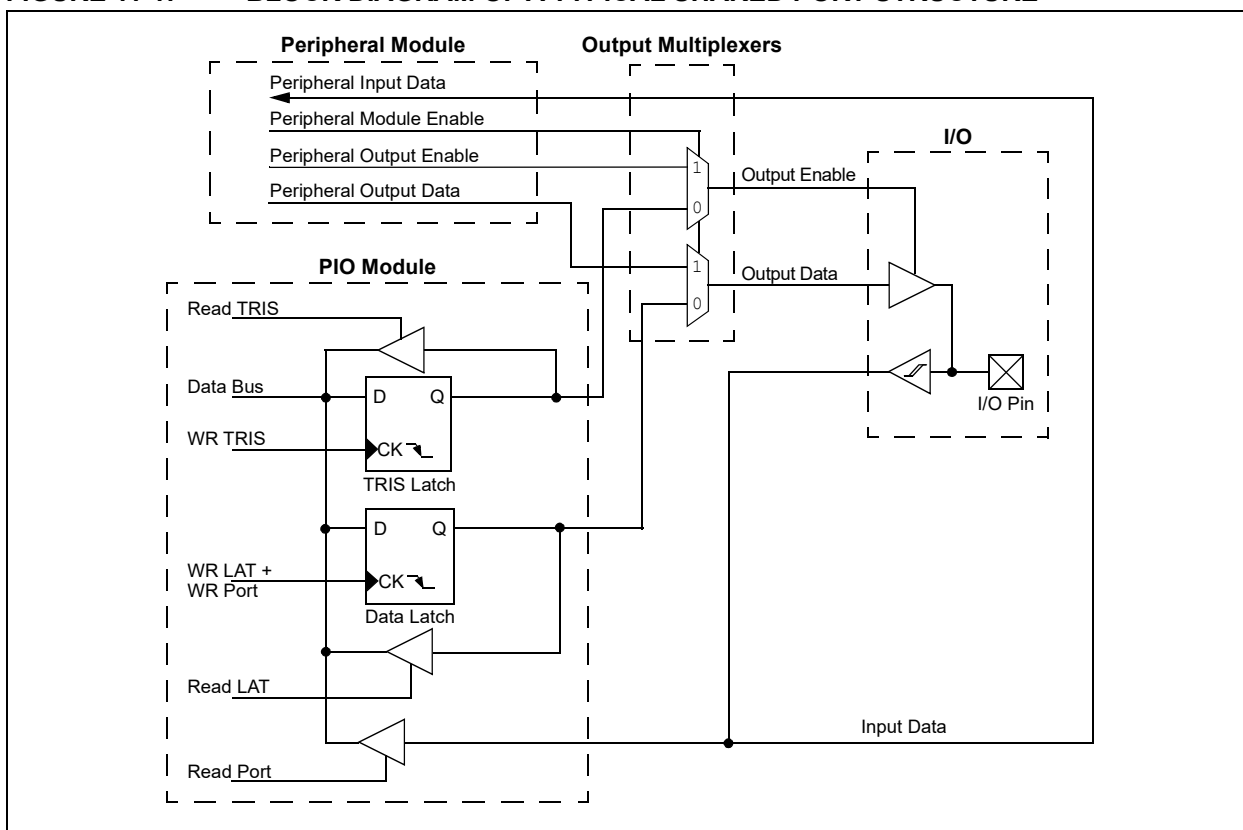 Peripheral Module
Output Multiplexers
Peripheral Input Data
Peripheral Module Enable
Peripheral Output Enable
Peripheral Output Data
1
0
Output Enable
I/O
1
0
Output Data
I/O Pin
PIO Module
Read TRIS
Data Bus
D Q
WR TRIS
CK
TRIS Latch
D Q
WR LAT +
WR Port
CK
Data Latch
Read LAT
Input Data
Read Port